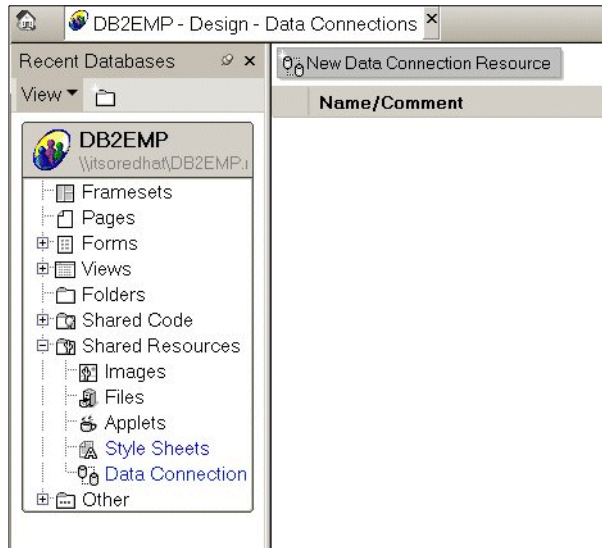 DB2EMP - Design - Data Connections
Recent Databases
View
New Data Connection Resource
Name/Comment
DB2EMP
\\itsoredhat\DB2EMP.
Framesets
Pages
Forms
Views
Folders
Shared Code
Shared Resources
Images
Files
Applets
Style Sheets
Data Connection
Other